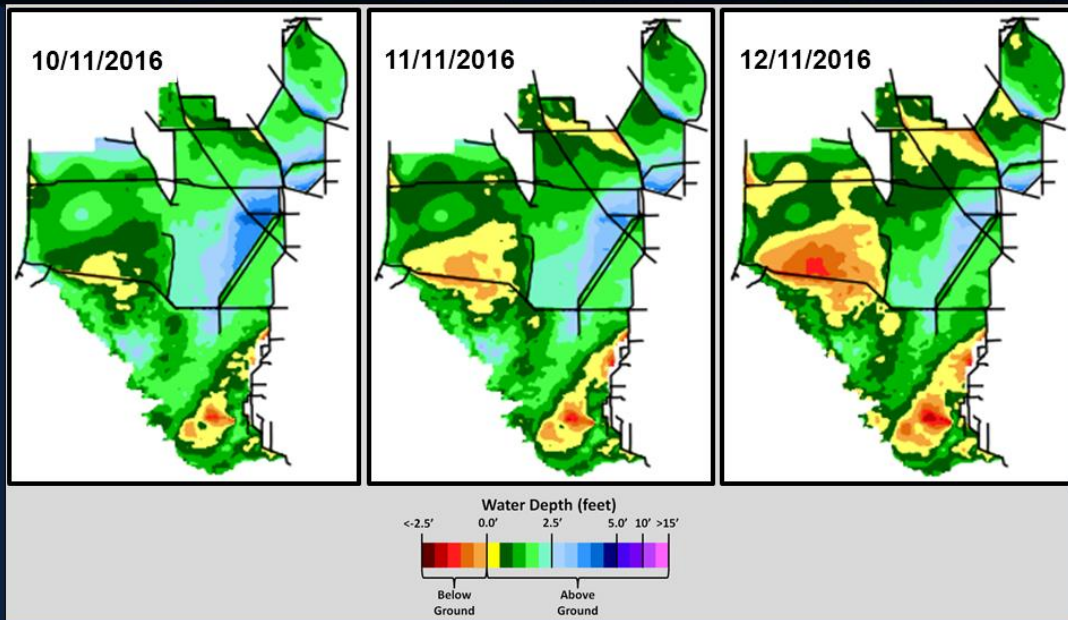 10/11/2016
11/11/2016
12/11/2016
Water Depth (feet)
<-2.5' 0.0' 2.5' 5.0' 10' >15'
Below Ground
Above Ground